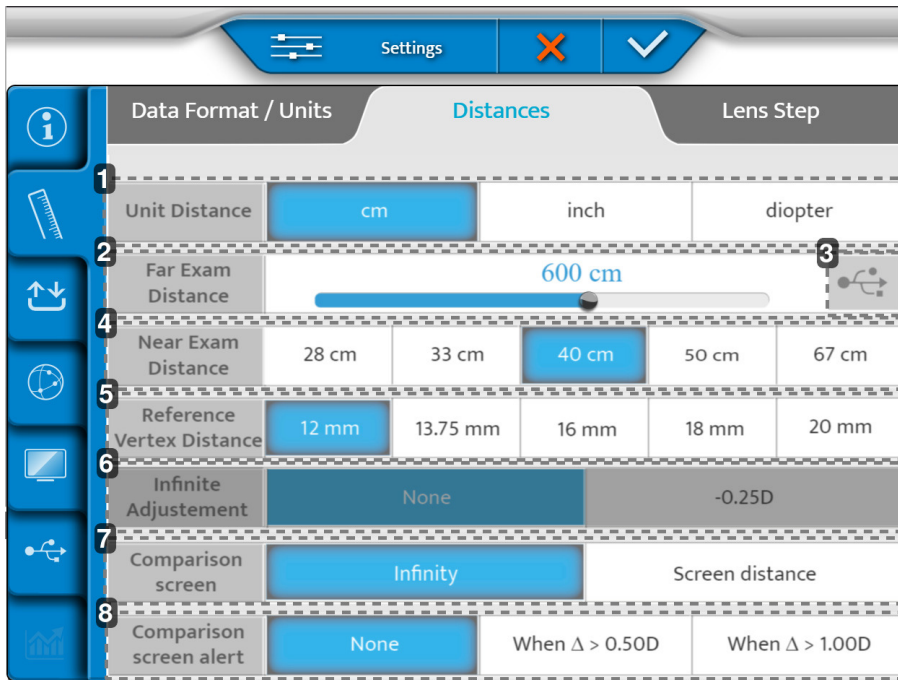 Settings
Data Format / Units
Distances
Lens Step
1
Unit Distance
cm
inch
diopter
2
Far Exam
Distance
600 cm
3
4
Near Exam
Distance
28 cm
33 cm
40 cm
50 cm
67 cm
5
Reference
Vertex Distance
12 mm
13.75 mm
16 mm
18 mm
20 mm
6
Infinite
Adjustement
None
-0.25D
7
Comparison
screen
Infinity
Screen distance
8
Comparison
screen alert
None
When Δ > 0.50D
When Δ > 1.00D